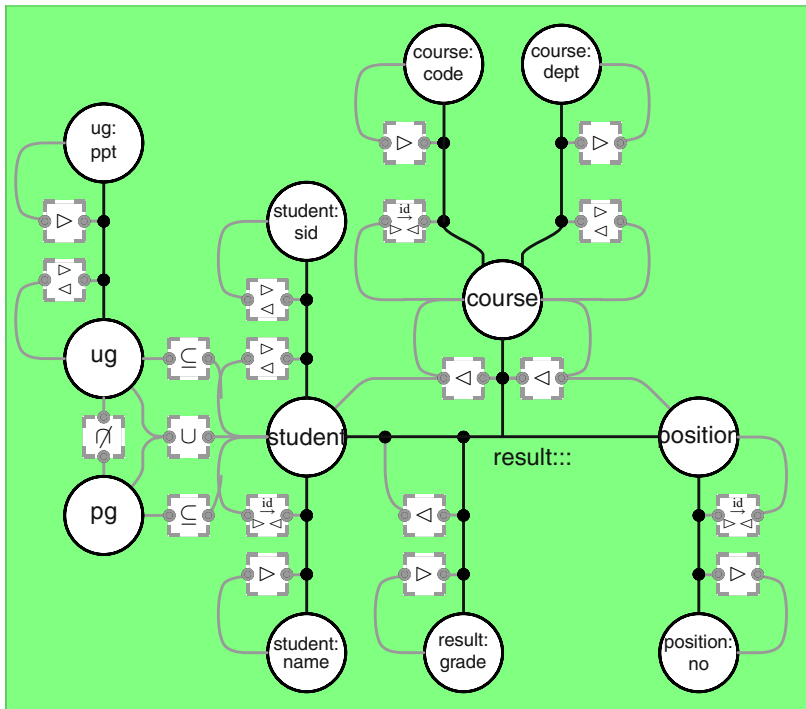 course:
code
course:
dept
ug:
ppt
▷
▷
student:
sid
▷
id
→
▷ ◁
▷
◁
▷
◁
course
▷
◁
ug
⊆
▷
◁
◁
◁
⋂̸
∪
student
position
result:::
pg
⊆
id
→
▷ ◁
◁
id
→
▷ ◁
▷
▷
▷
student:
name
result:
grade
position:
no